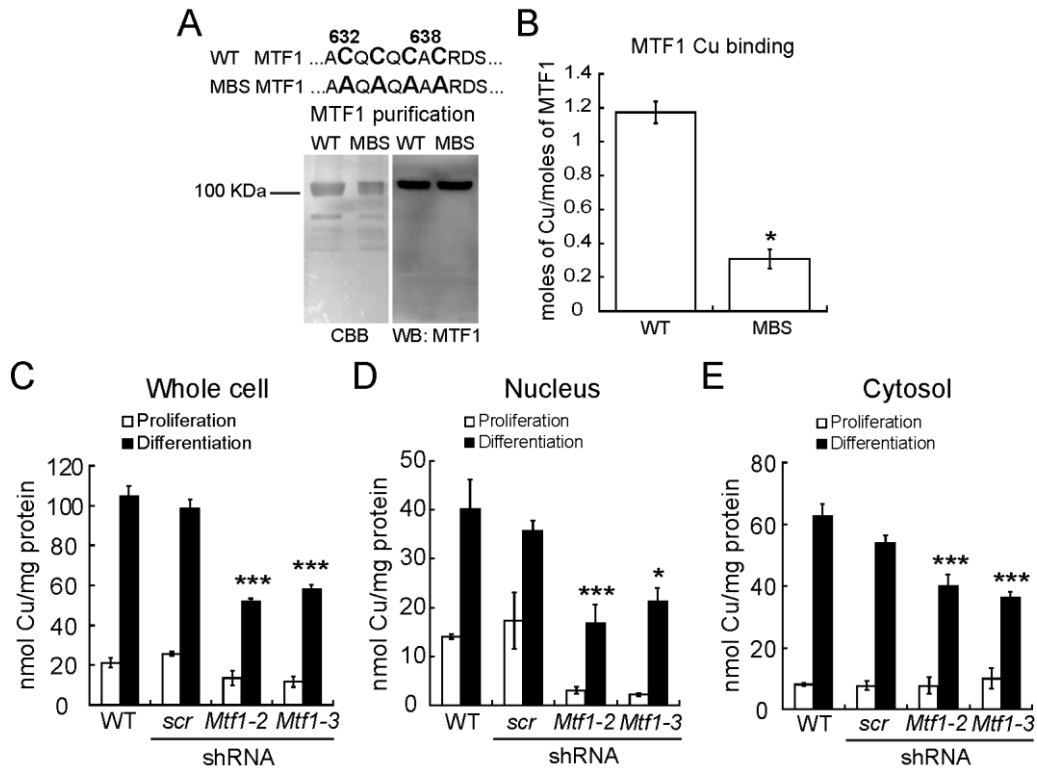 A
632 638
WT MTF1 ...ACQCQCACRDS...
MBS MTF1 ...AAAQAQAAARDS...
MTF1 purification
WT MBS WT MBS
100 KDa
CBB WB: MTF1
B
MTF1 Cu binding
moles of Cu/moles of MTF1
1.4
1.2
1
0.8
0.6
0.4
0.2
0
*
WT MBS
C
Whole cell
Proliferation
Differentiation
nmol Cu/mg protein
120
100
80
60
40
20
0
*** ***
WT scr Mtf1-2 Mtf1-3
shRNA
D
Nucleus
Proliferation
Differentiation
nmol Cu/mg protein
50
40
30
20
10
0
*** *
WT scr Mtf1-2 Mtf1-3
shRNA
E
Cytosol
Proliferation
Differentiation
nmol Cu/mg protein
80
60
40
20
0
*** ***
WT scr Mtf1-2 Mtf1-3
shRNA